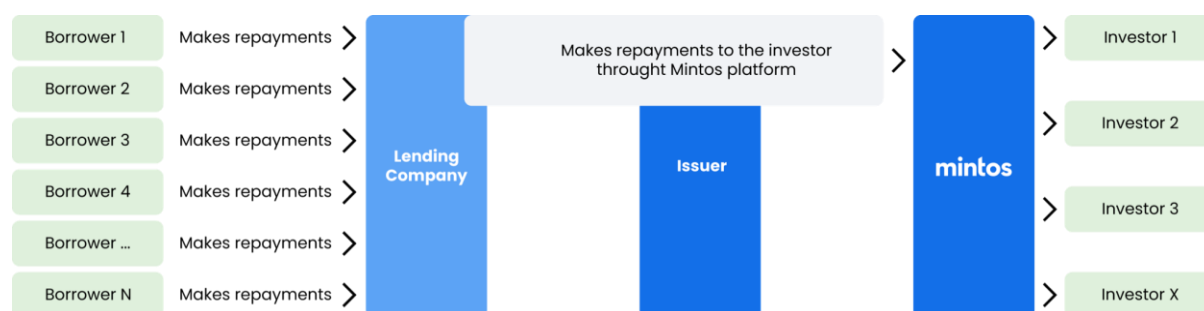 Borrower 1
Makes repayments
Makes repayments to the investor
throught Mintos platform
Investor 1
Borrower 2
Makes repayments
Investor 2
Borrower 3
Makes repayments
Lending
Company
Issuer
mintos
Borrower 4
Makes repayments
Investor 3
Borrower ...
Makes repayments
Borrower N
Makes repayments
Investor X